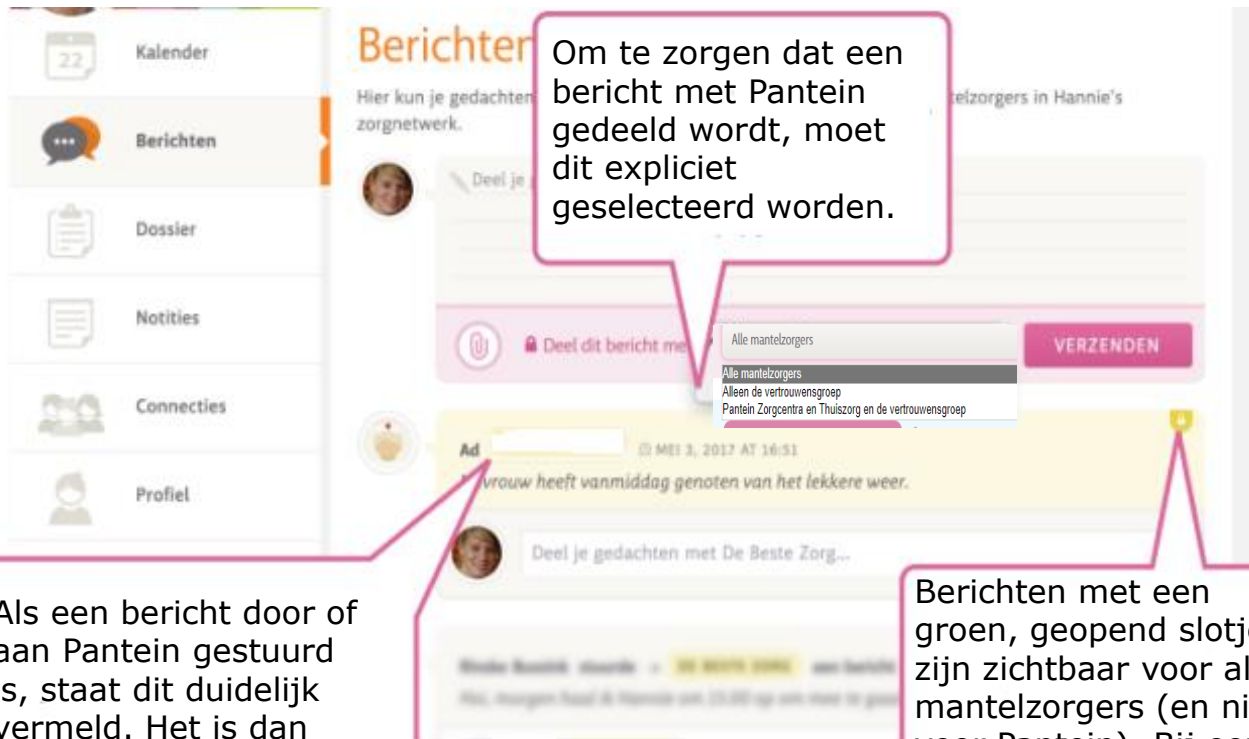 22
Kalender
Berichten
Dossier
Notities
Connecties
Profiel
Berichten
Hier kun je gedachten
telzorgers in Hannie's
zorgnetwerk.
Om te zorgen dat een
bericht met Pantein
gedeeld wordt, moet
dit expliciet
geselecteerd worden.
Deel je
Deel dit bericht me
Alle mantelzorgers
VERZENDEN
Alle mantelzorgers
Alleen de vertrouwensgroep
Pantein Zorgcentra en Thuiszorg en de vertrouwensgroep
Ad
MEI 3, 2017 AT 16:51
vrouw heeft vanmiddag genoten van het lekkere weer.
Deel je gedachten met De Beste Zorg...
Als een bericht door of
aan Pantein gestuurd
s, staat dit duidelijk
vermeld. Het is dan
Berichten met een
groen, geopend slotje
zijn zichtbaar voor al
mantelzorgers (en ni